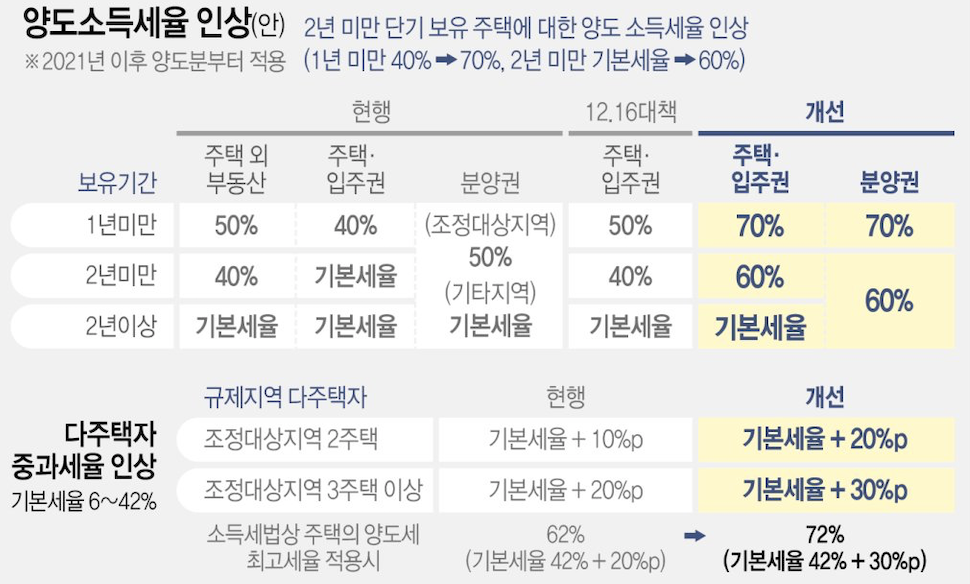 양도소득세율 인상(안) 2년 미만 단기 보유 주택에 대한 양도 소득세율 인상
※2021년 이후 양도분부터 적용 (1년 미만 40%➡70%, 2년 미만 기본세율➡60%)
현행 12.16대책 개선
보유기간 주택 외 부동산 주택·입주권 분양권 주택·입주권 주택·입주권 분양권
1년미만 50% 40% (조정대상지역) 50% 70% 70%
50%
2년미만 40% 기본세율 (기타지역) 40% 60% 60%
2년이상 기본세율 기본세율 기본세율 기본세율 기본세율
다주택자
중과세율 인상
기본세율 6~42%
규제지역 다주택자 현행 개선
조정대상지역 2주택 기본세율 + 10%p 기본세율 + 20%p
조정대상지역 3주택 이상 기본세율 + 20%p 기본세율 + 30%p
소득세법상 주택의 양도세 62% ➡ 72%
최고세율 적용시 (기본세율 42% + 20%p) (기본세율 42% + 30%p)